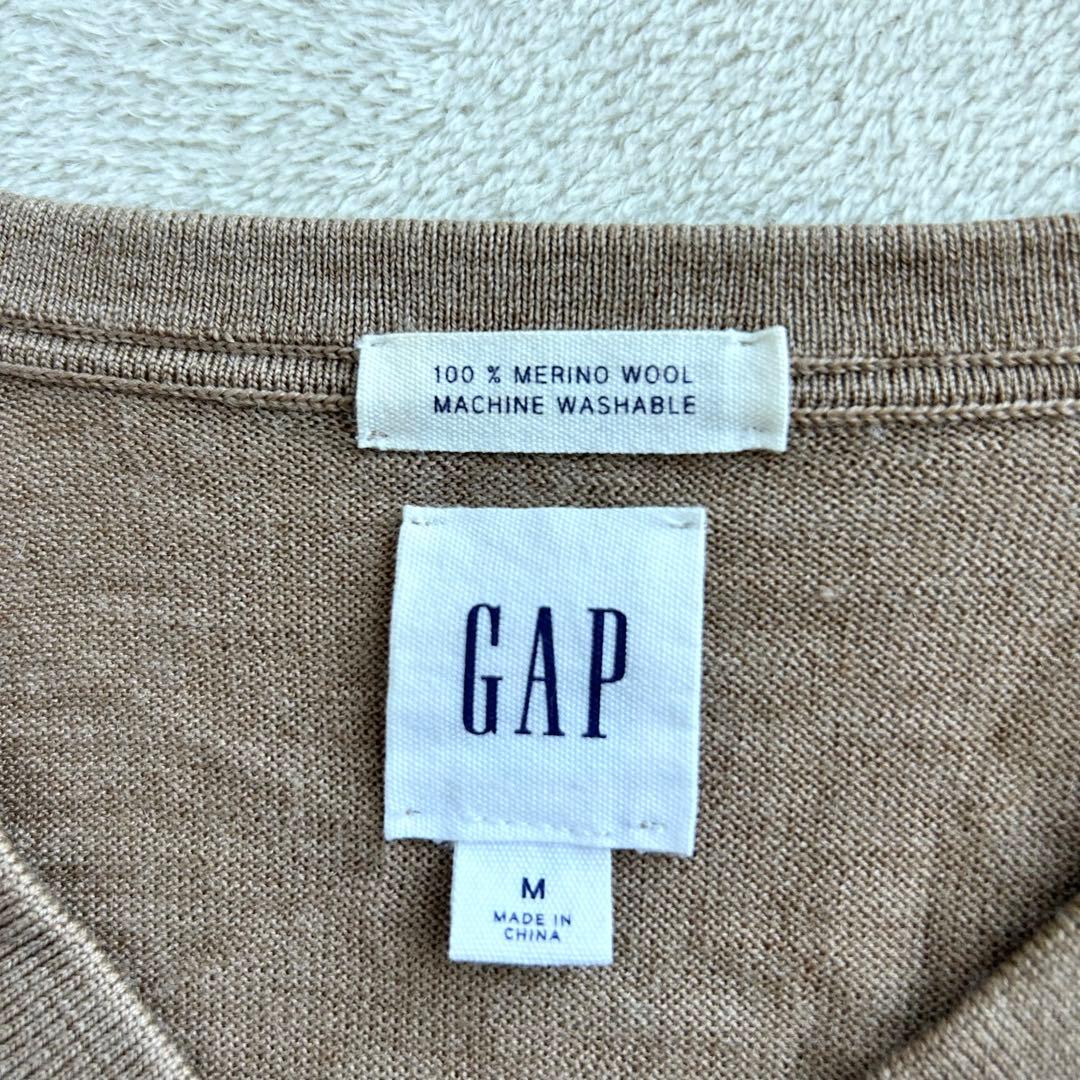 100 % MERINO WOOL
MACHINE WASHABLE
GAP
M
MADE IN
CHINA